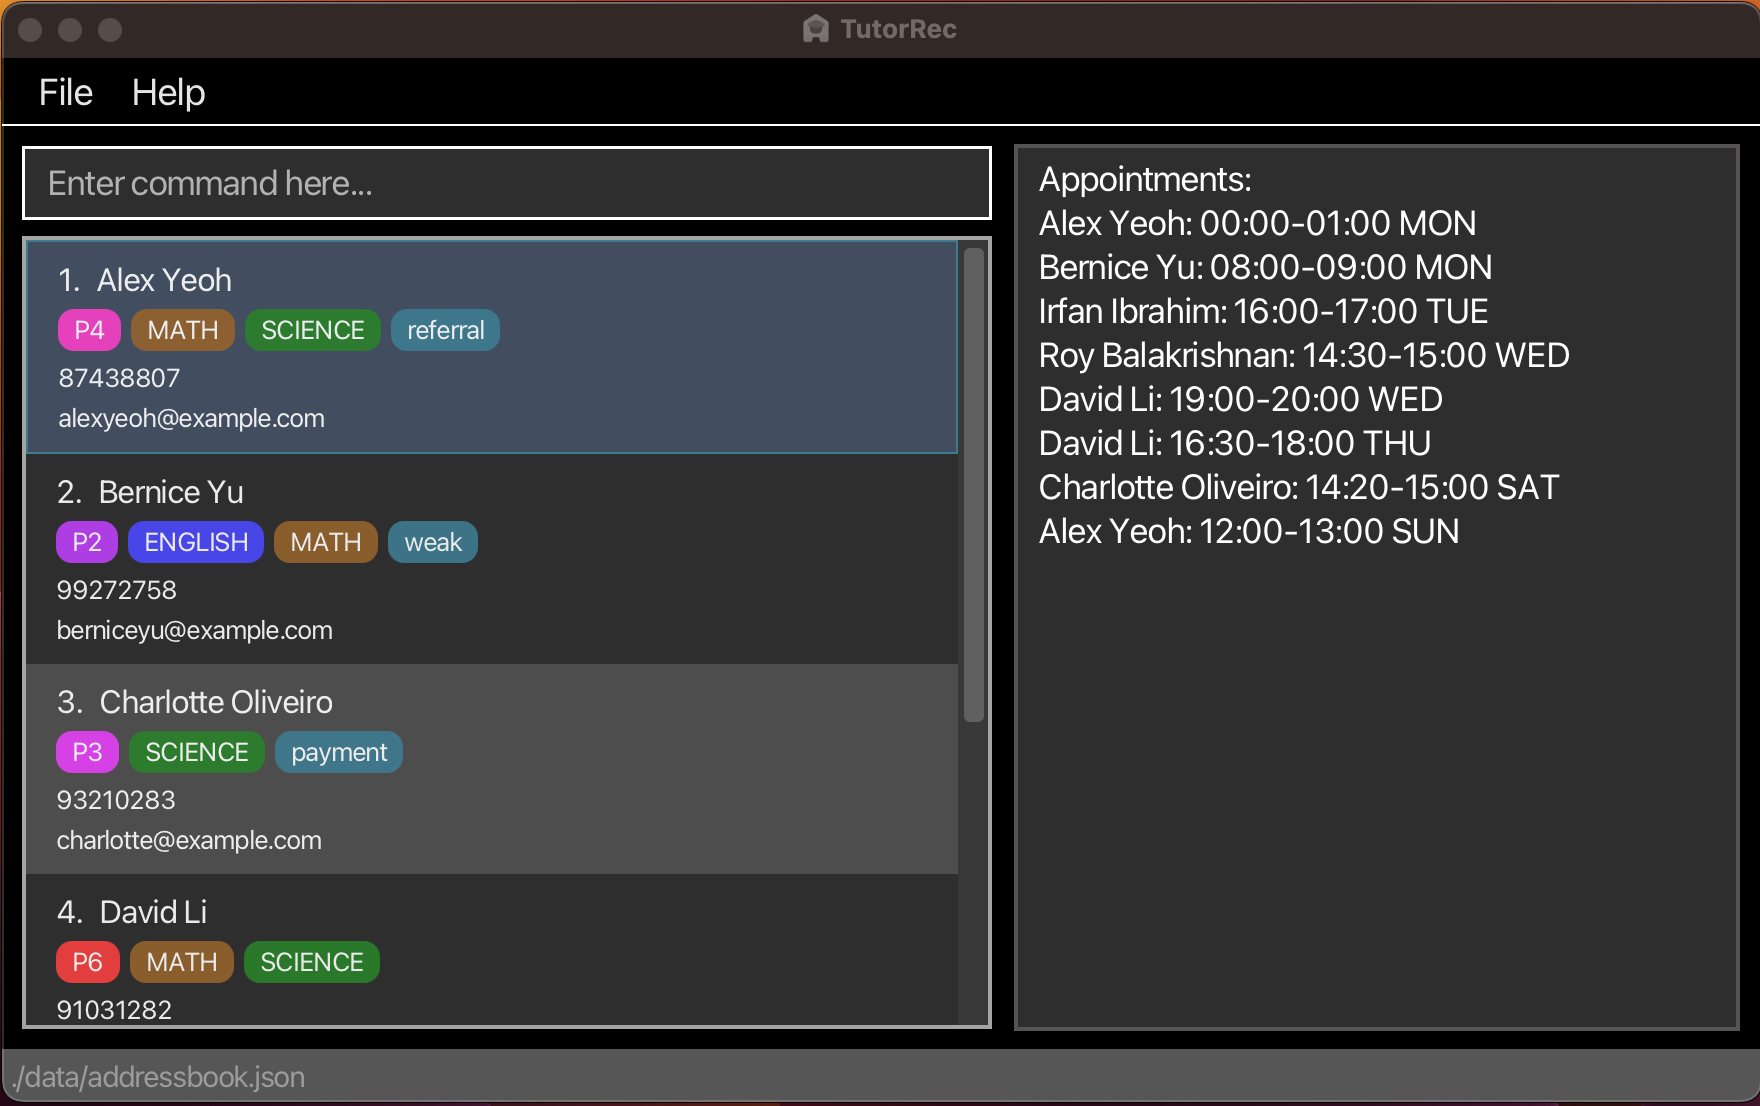 TutorRec
File Help
Enter command here...
1. Alex Yeoh
P4 MATH SCIENCE referral
87438807
alexyeoh@example.com
2. Bernice Yu
P2 ENGLISH MATH weak
99272758
berniceyu@example.com
3. Charlotte Oliveiro
P3 SCIENCE payment
93210283
charlotte@example.com
4. David Li
P6 MATH SCIENCE
91031282
Appointments:
Alex Yeoh: 00:00-01:00 MON
Bernice Yu: 08:00-09:00 MON
Irfan Ibrahim: 16:00-17:00 TUE
Roy Balakrishnan: 14:30-15:00 WED
David Li: 19:00-20:00 WED
David Li: 16:30-18:00 THU
Charlotte Oliveiro: 14:20-15:00 SAT
Alex Yeoh: 12:00-13:00 SUN
./data/addressbook.json